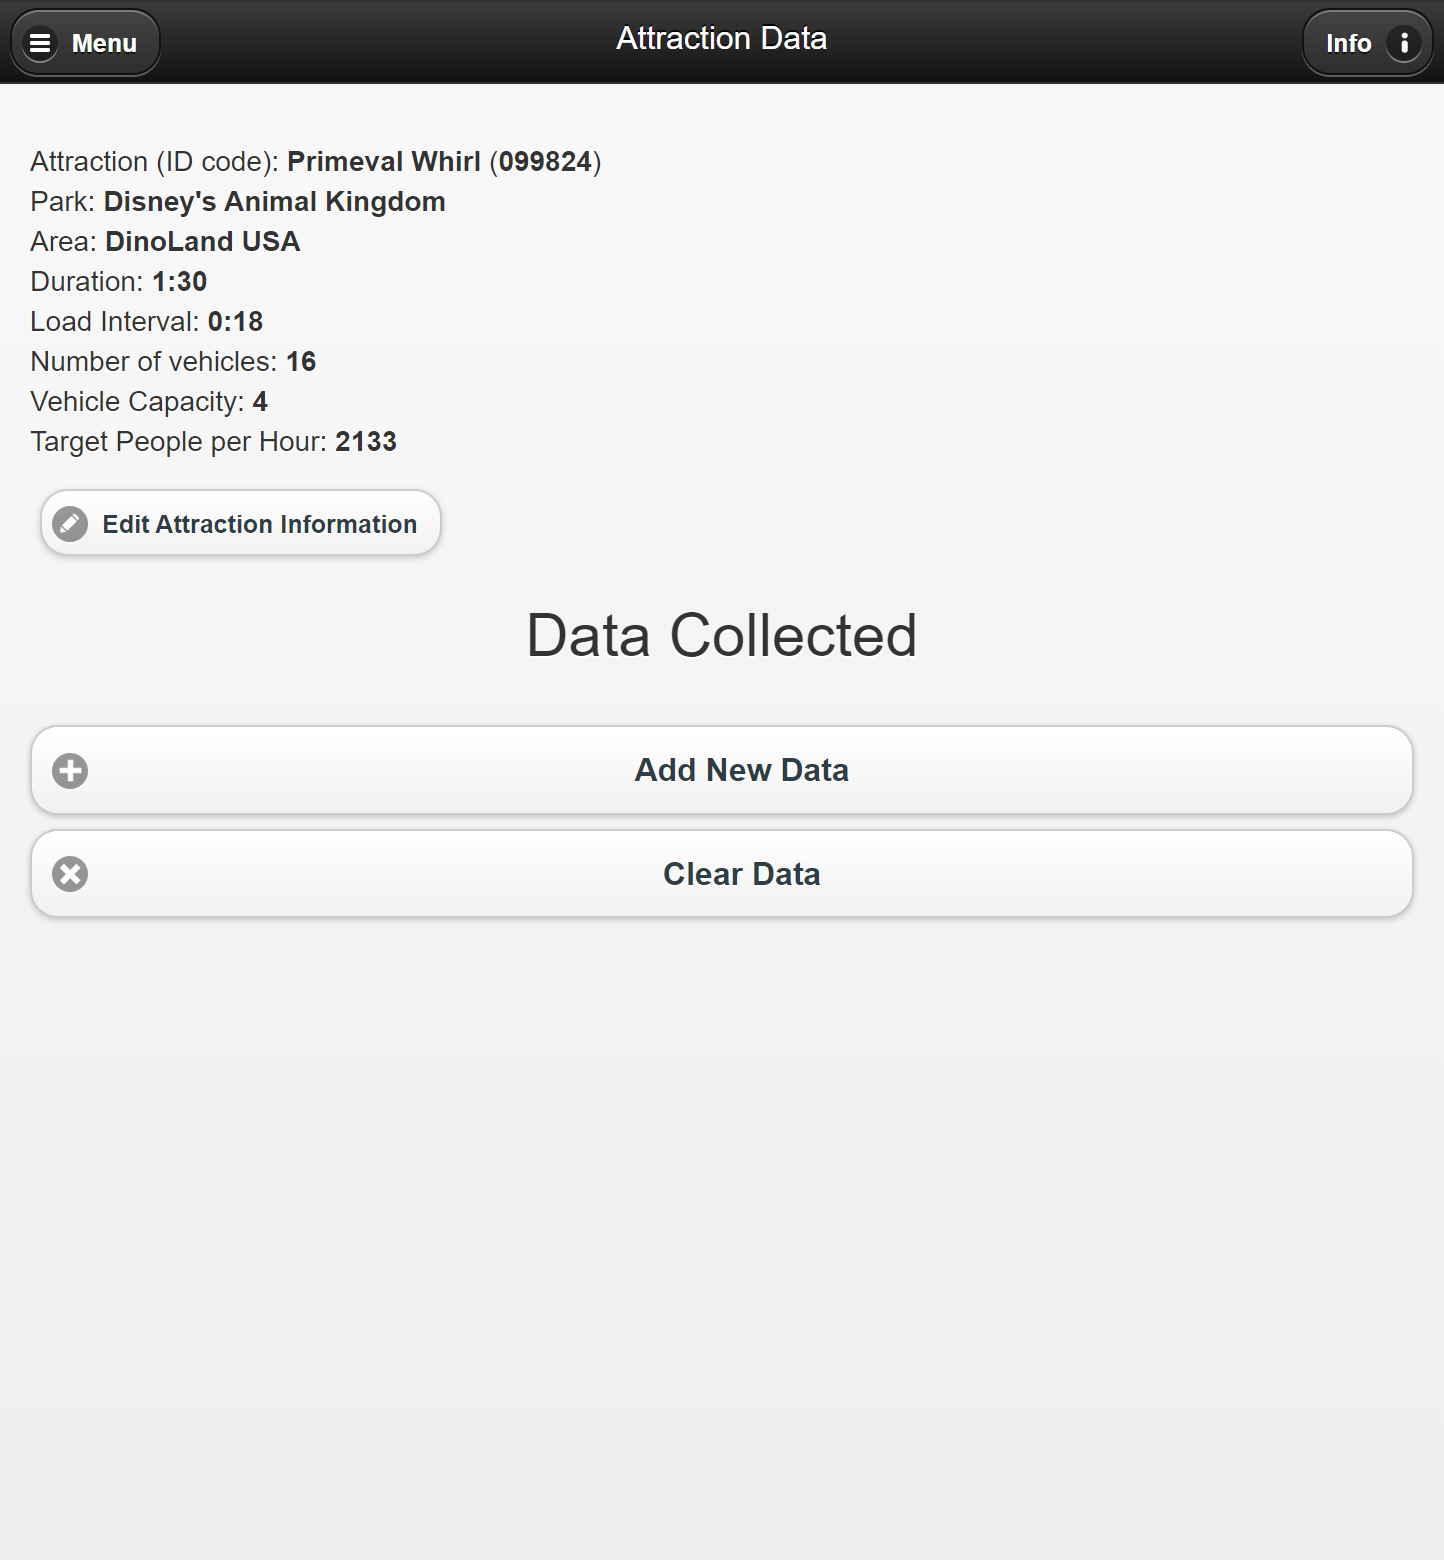 Menu
Attraction Data
Info
Attraction (ID code): Primeval Whirl (099824)
Park: Disney's Animal Kingdom
Area: DinoLand USA
Duration: 1:30
Load Interval: 0:18
Number of vehicles: 16
Vehicle Capacity: 4
Target People per Hour: 2133
Edit Attraction Information
Data Collected
Add New Data
Clear Data